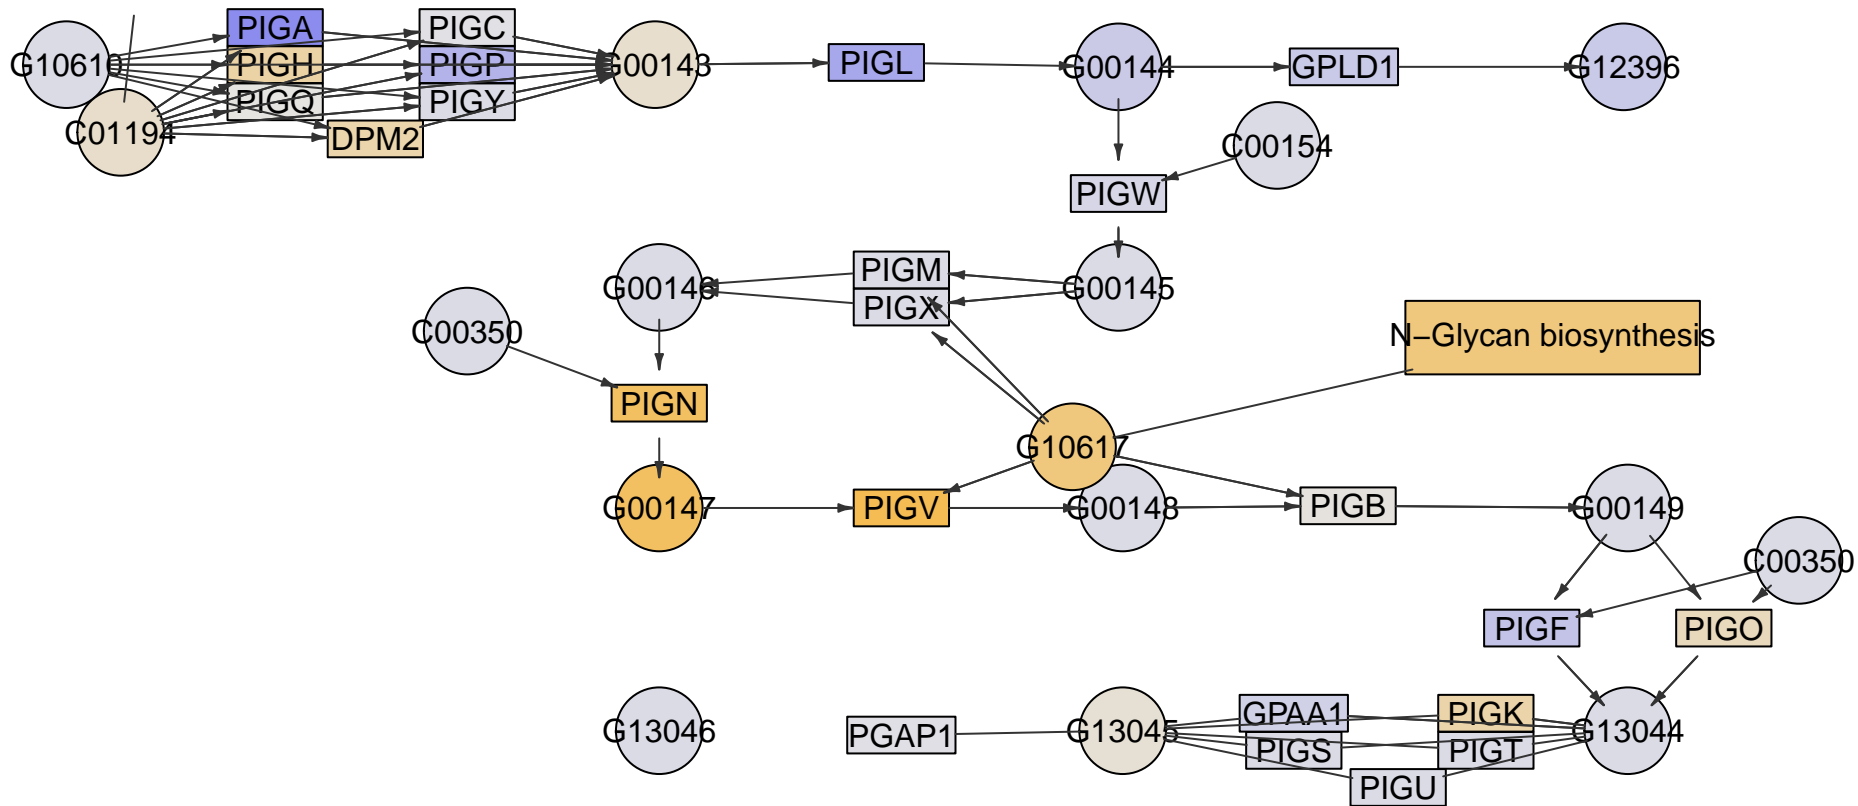 PIGA
PIGC
G10610
PIGH
PIGP
G00143
PIGL
G00144
GPLD1
G12396
PIGQ
PIGY
C01194
DPM2
C00154
PIGW
PIGM
G00146
G00145
PIGX
C00350
N−Glycan biosynthesis
PIGN
G10617
G00147
PIGV
G00148
PIGB
G00149
C00350
PIGF
PIGO
GPAA1
PIGK
G13046
PGAP1
G13045
G13044
PIGS
PIGT
PIGU